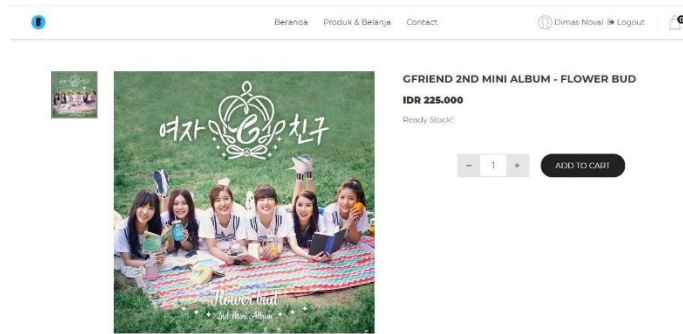 B
Beranda Produk & Belanja Contact Dimas Noval Logout
GFRIEND 2ND MINI ALBUM - FLOWER BUD
IDR 225.000
Ready Stock!
- 1 +
ADD TO CART
여자 G 친구
Flower bud
2nd Mini Album